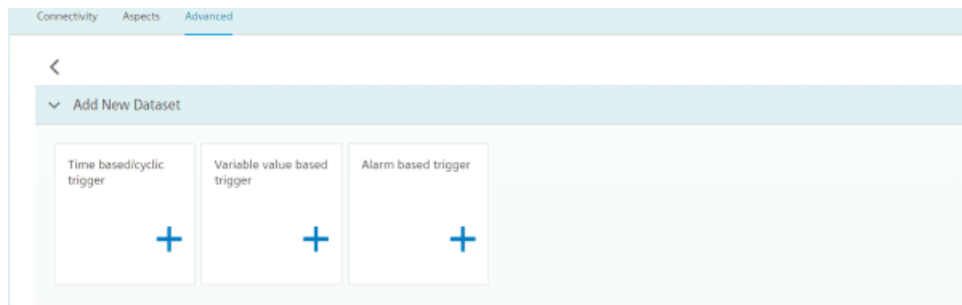 Connectivity Aspects Advanced
Add New Dataset
Time based/cyclic
trigger
Variable value based
trigger
Alarm based trigger